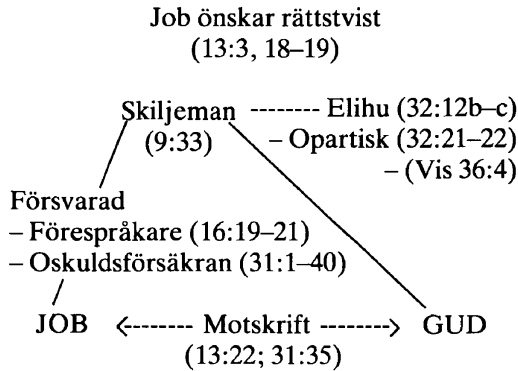 Job önskar rättstvist
(13:3, 18–19)
Skiljeman -------- Elihu (32:12b–c)
(9:33) – Opartisk (32:21–22)
– (Vis 36:4)
Försvarad
– Förespråkare (16:19–21)
– Oskuldsförsäkran (31:1–40)
JOB <-------- Motskrift --------> GUD
(13:22; 31:35)